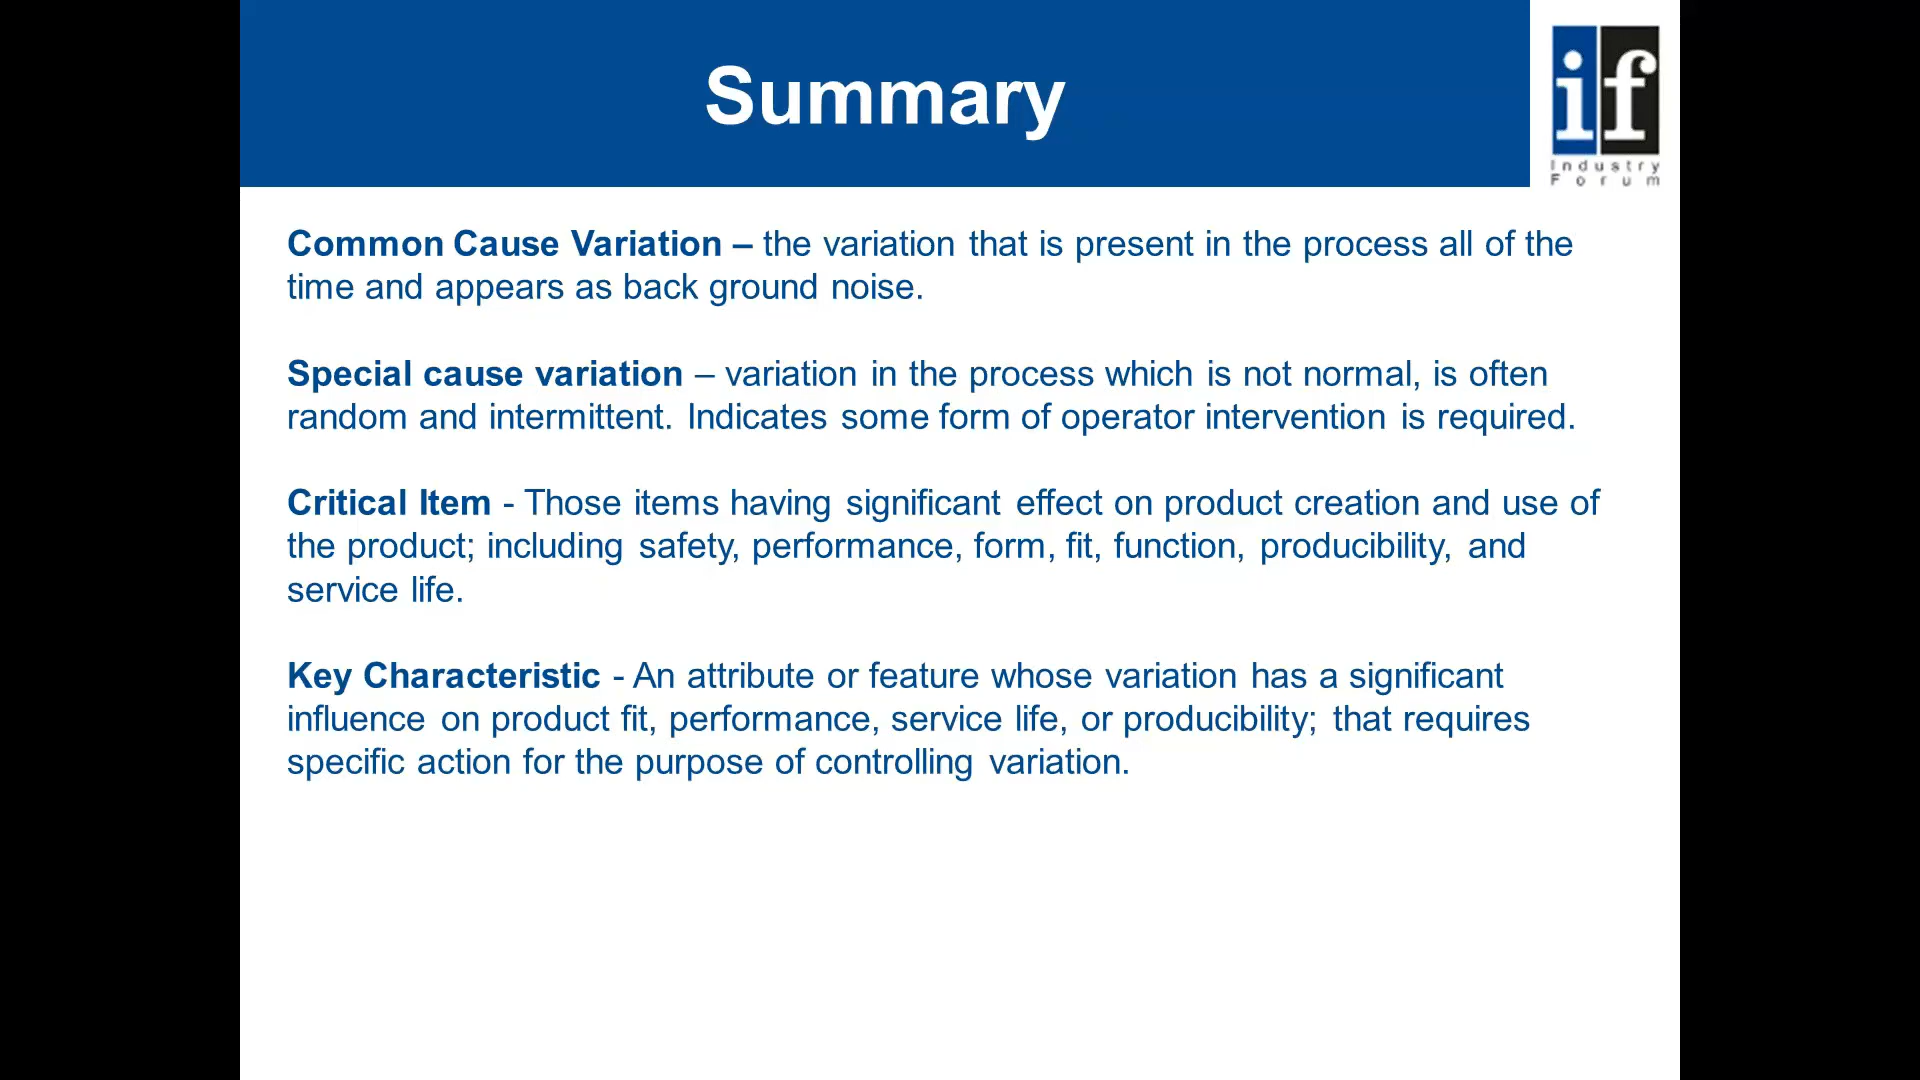 Summary
if
Industry
Forum
Common Cause Variation – the variation that is present in the process all of the
time and appears as back ground noise.
Special cause variation – variation in the process which is not normal, is often
random and intermittent. Indicates some form of operator intervention is required.
Critical Item - Those items having significant effect on product creation and use of
the product; including safety, performance, form, fit, function, producibility, and
service life.
Key Characteristic - An attribute or feature whose variation has a significant
influence on product fit, performance, service life, or producibility; that requires
specific action for the purpose of controlling variation.